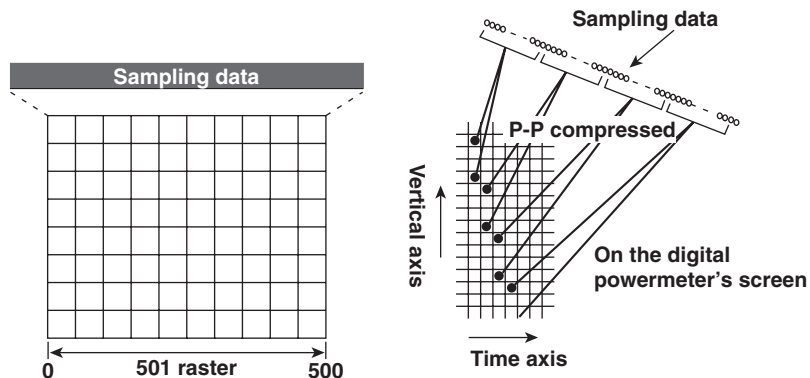 Sampling data
0
501 raster
500
Sampling data
P-P compressed
Vertical axis
On the digital
powermeter's screen
Time axis